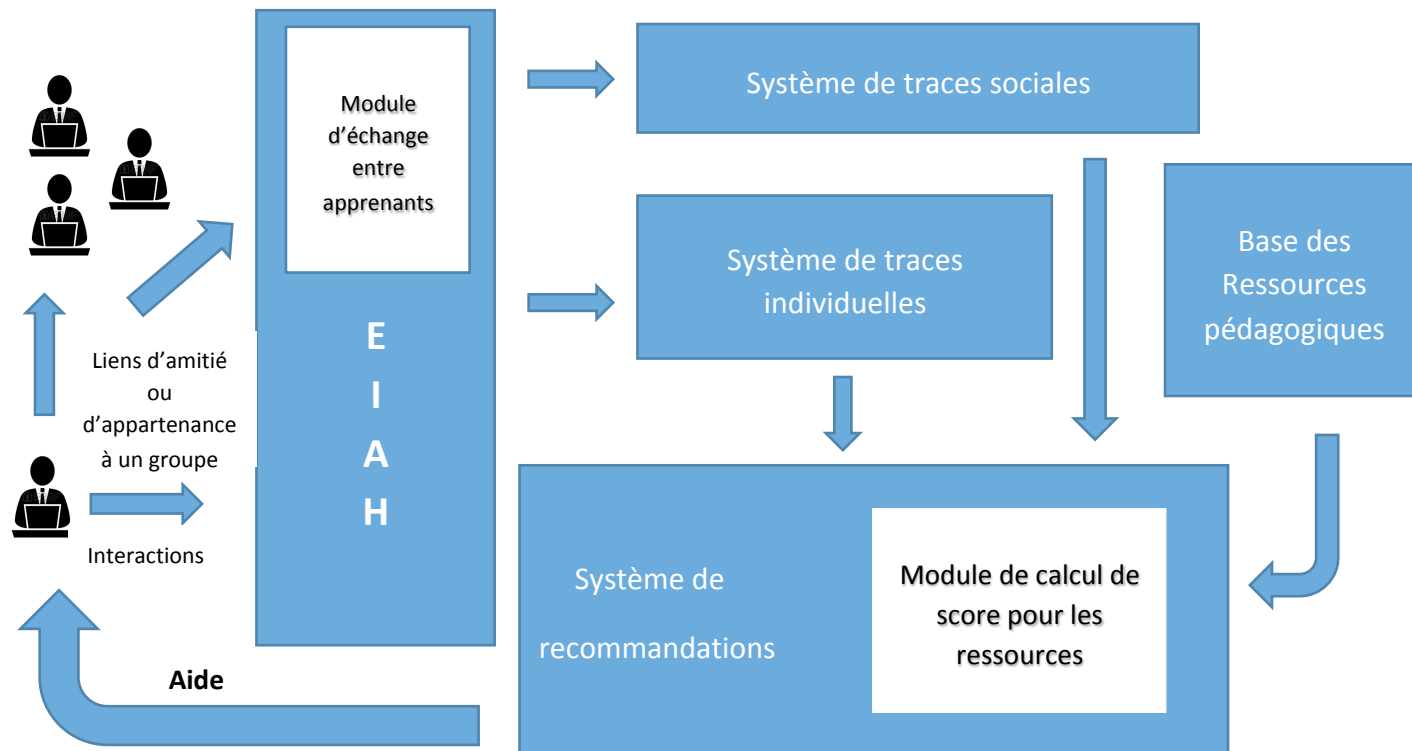 Module
d’échange
entre
apprenants
E
I
A
H
Système de traces sociales
Système de traces
individuelles
Base des
Ressources
pédagogiques
Liens d’amitié
ou
d’appartenance
à un groupe
Interactions
Système de
recommandations
Module de calcul de
score pour les
ressources
Aide